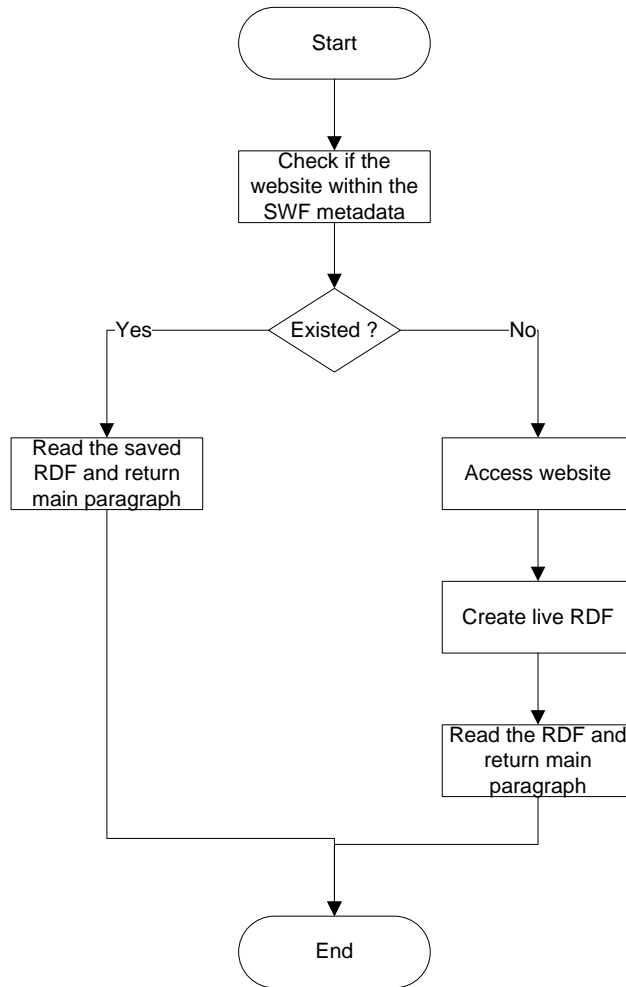 Start
Check if the
website within the
SWF metadata
Existed ?
Yes
No
Read the saved
RDF and return
main paragraph
Access website
Create live RDF
Read the RDF and
return main
paragraph
End